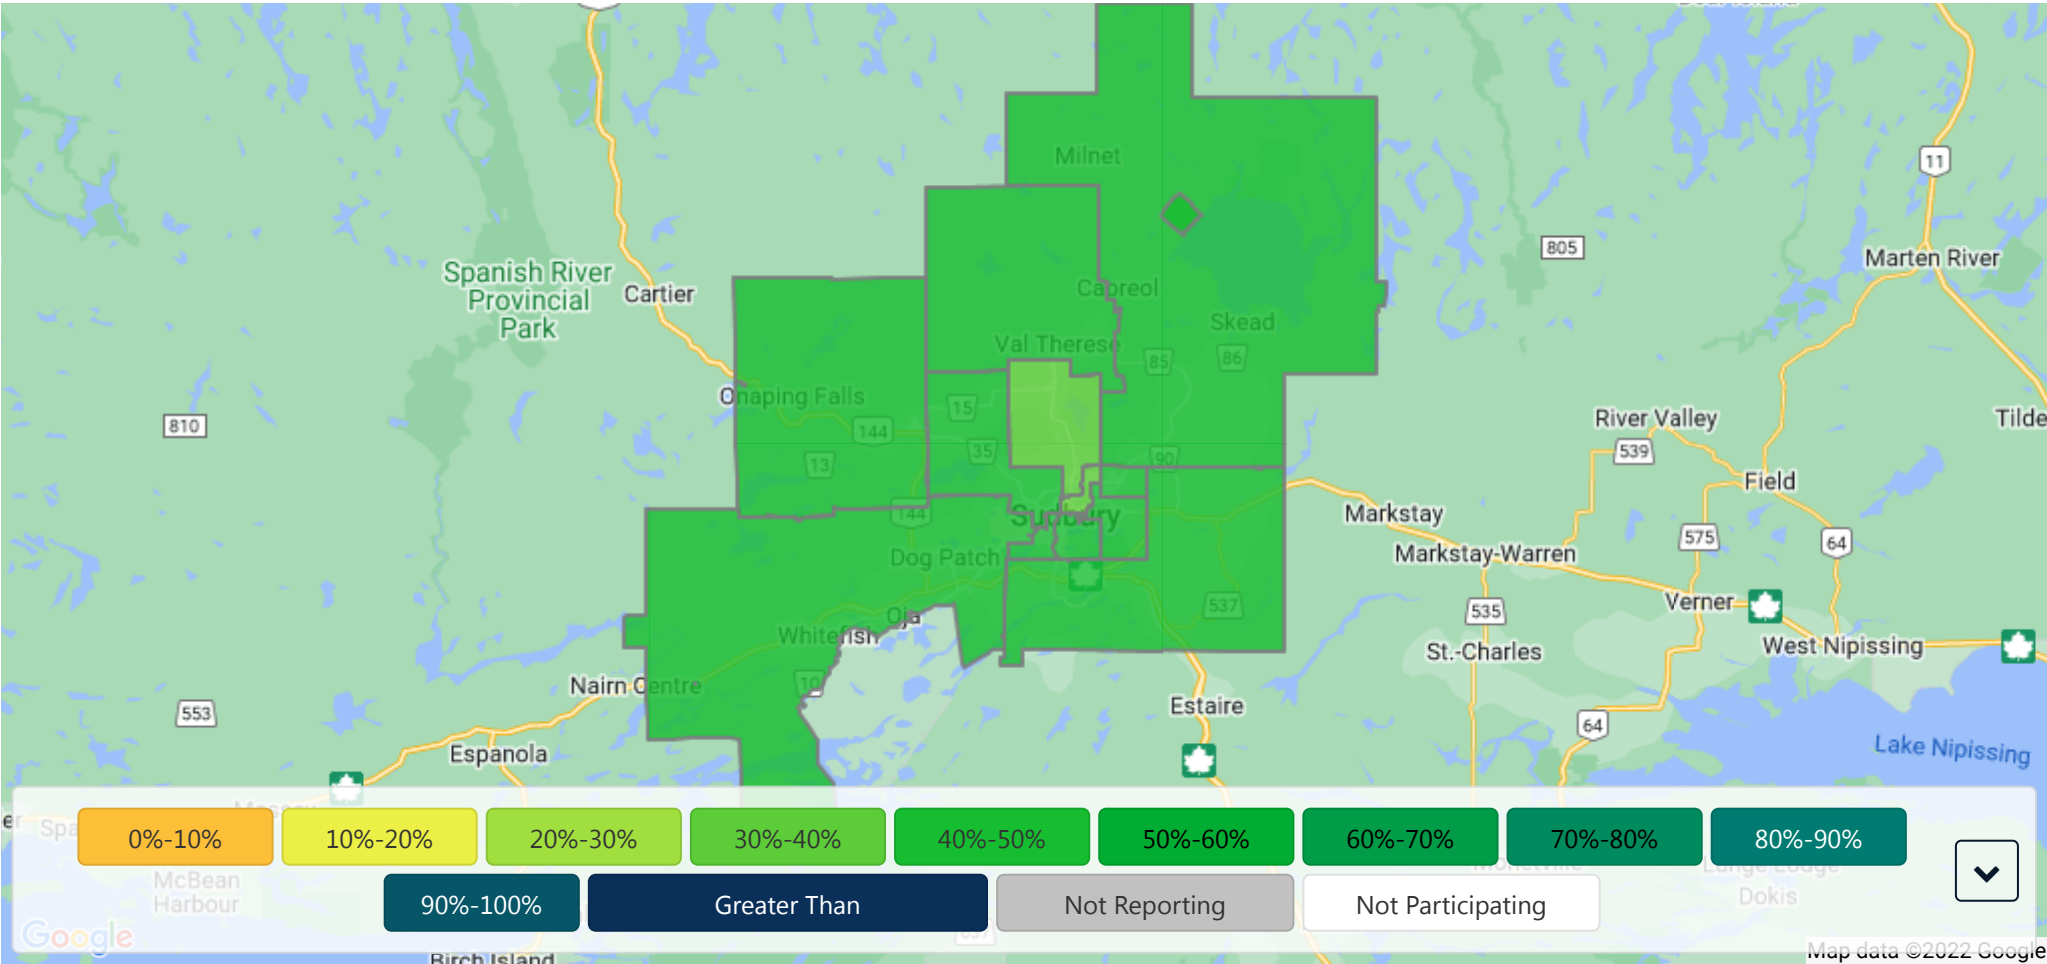 11
Milnet
805
Marten River
Spanish River
Provincial
Park
Cartier
Capreol
Skead
Val Therese
85
86
Onaping Falls
15
144
810
River Valley
Tilde
35
13
90
539
Field
144
Sudbury
Markstay
575
64
Dog Patch
Markstay-Warren
537
Verner
535
Oja
Whitefish
St.-Charles
West Nipissing
Nairn Centre
10
553
Estaire
64
Espanola
Lake Nipissing
er
Spa
0%-10%
10%-20%
20%-30%
30%-40%
40%-50%
50%-60%
60%-70%
70%-80%
80%-90%
McBean
Harbour
Dokis
90%-100%
Greater Than
Not Reporting
Not Participating
Google
Birch Island
Map data ©2022 Google